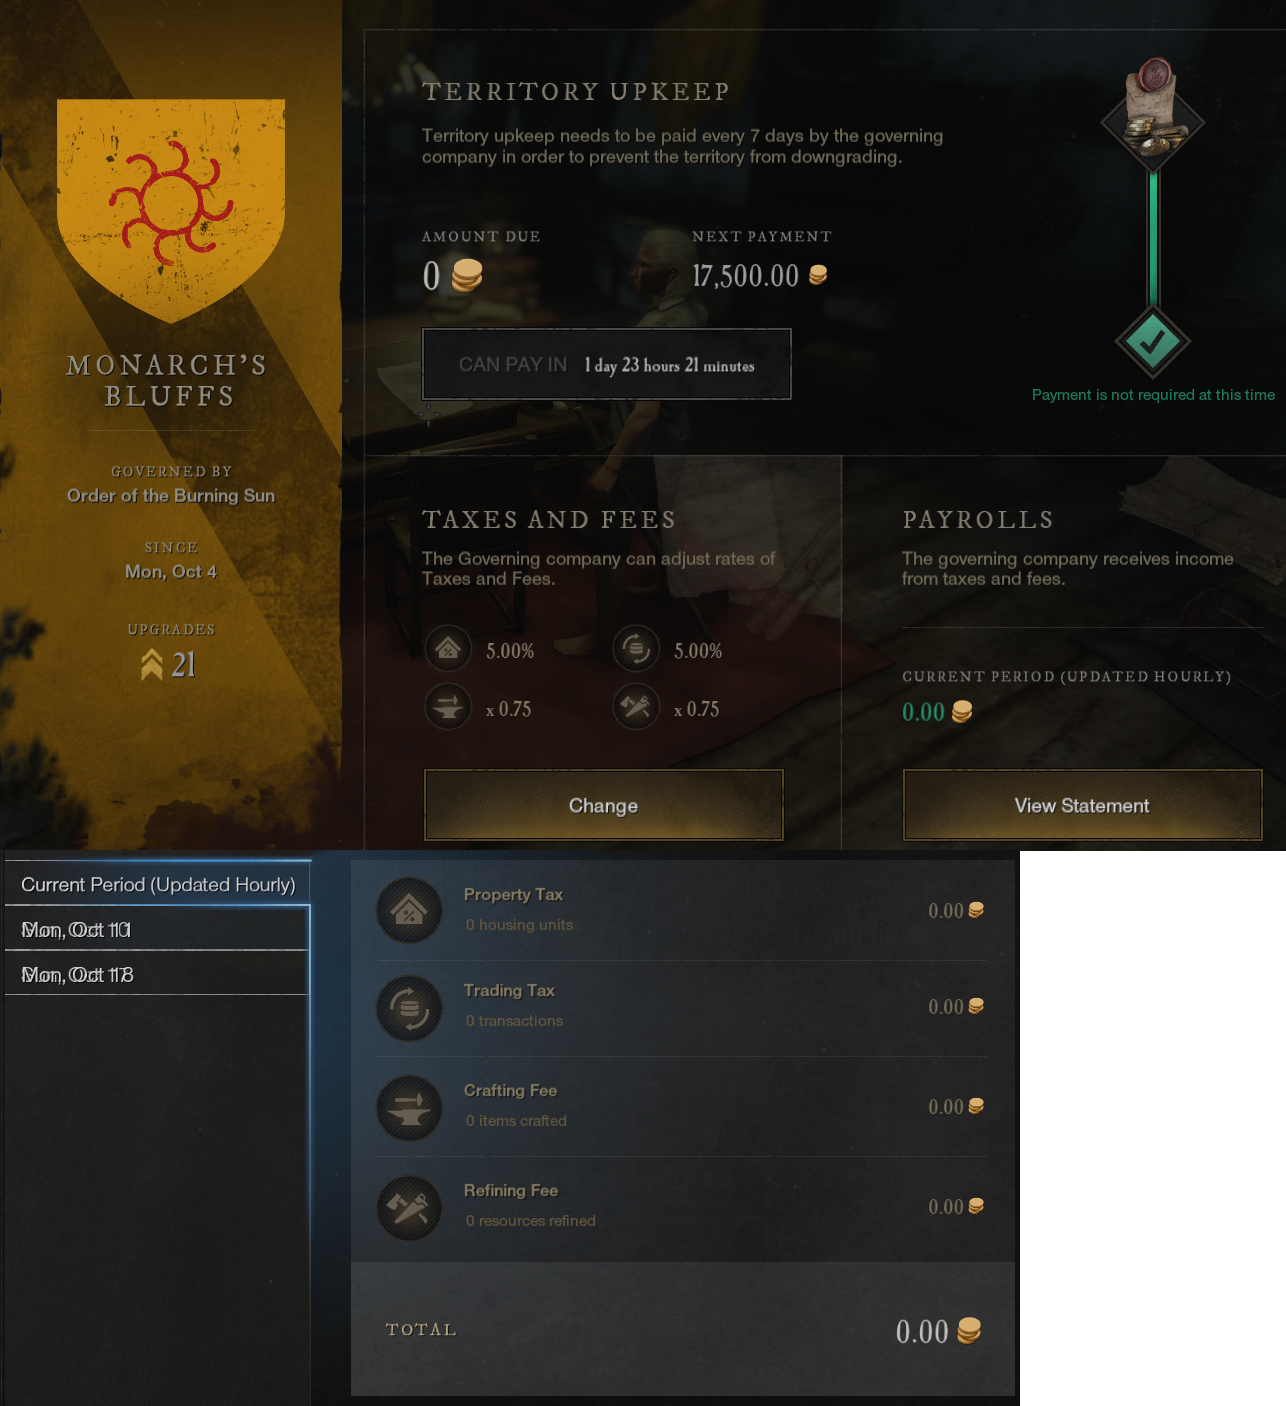 MONARCH'S
BLUFFS
GOVERNED BY
Order of the Burning Sun
SINCE
Mon, Oct 4
UPGRADES
21
TERRITORY UPKEEP
Territory upkeep needs to be paid every 7 days by the governing
company in order to prevent the territory from downgrading.
AMOUNT DUE
NEXT PAYMENT
0
17,500.00
CAN PAY IN 1 day 23 hours 21 minutes
Payment is not required at this time
TAXES AND FEES
The Governing company can adjust rates of
Taxes and Fees.
5.00%
5.00%
x 0.75
x 0.75
Change
PAYROLLS
The governing company receives income
from taxes and fees.
CURRENT PERIOD (UPDATED HOURLY)
0.00
View Statement
Current Period (Updated Hourly)
Property Tax
0 housing units
0.00
Trading Tax
0 transactions
0.00
Crafting Fee
0 items crafted
0.00
Refining Fee
0 resources refined
0.00
TOTAL
0.00